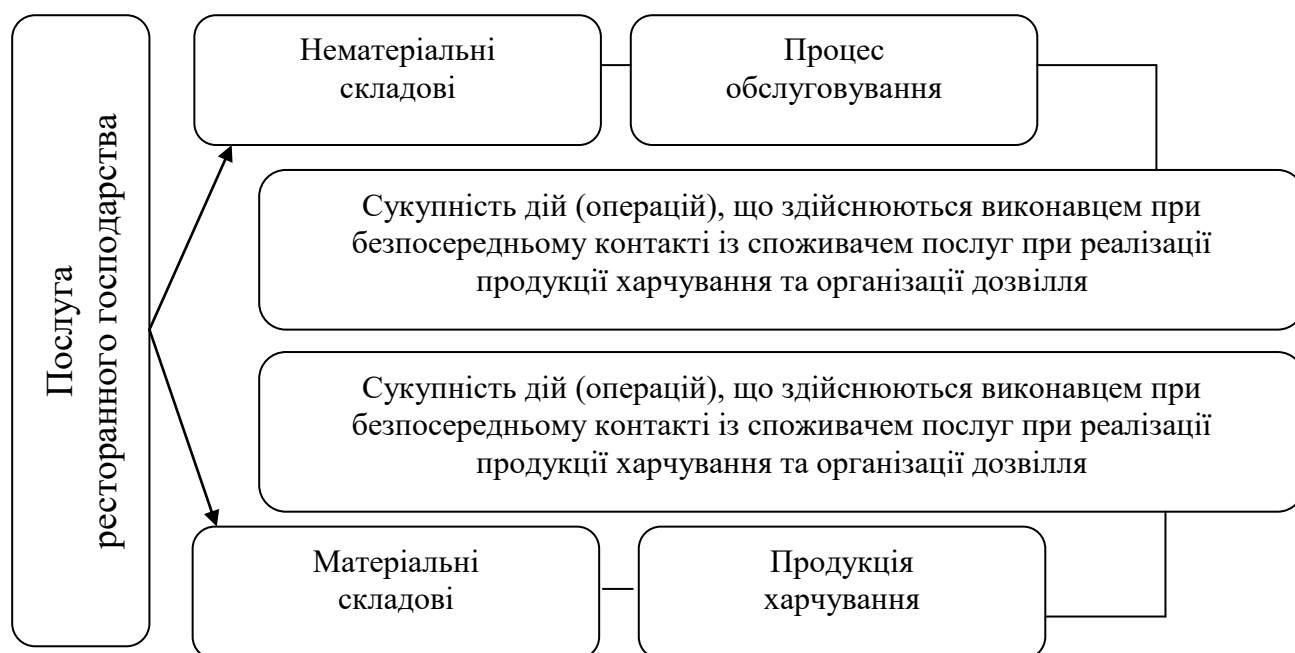 Послуга
ресторанного господарства
Нематеріальні
складові
Процес
обслуговування
Сукупність дій (операцій), що здійснюються виконавцем при
безпосередньому контакті із споживачем послуг при реалізації
продукції харчування та організації дозвілля
Сукупність дій (операцій), що здійснюються виконавцем при
безпосередньому контакті із споживачем послуг при реалізації
продукції харчування та організації дозвілля
Матеріальні
складові
Продукція
харчування